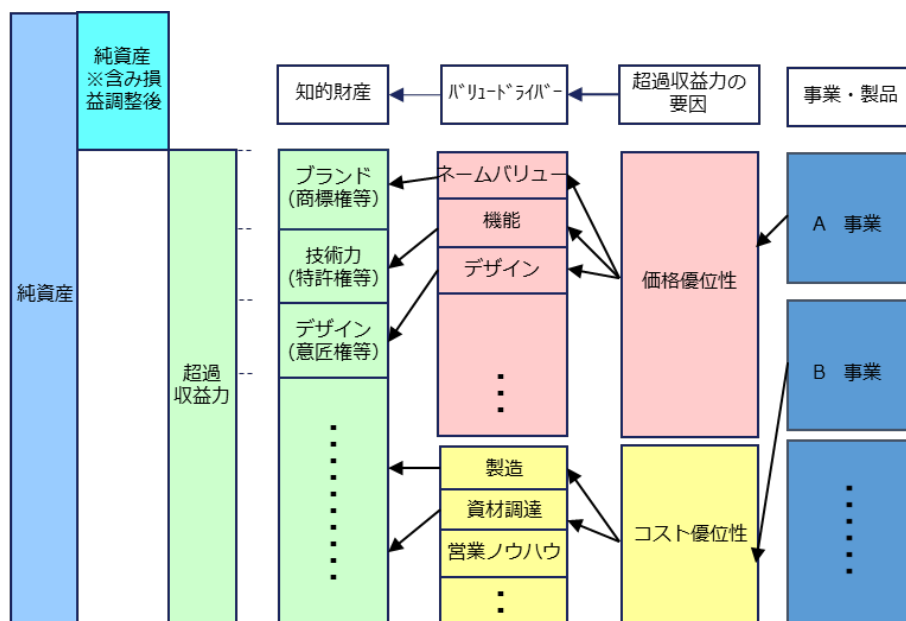 純資産
純資産
※含み損
益調整後
超過
収益力
知的財産
ﾊﾞﾘｭｰﾄﾞﾗｲﾊﾞｰ
超過収益力の
要因
事業・製品
ブランド
(商標権等)
技術力
(特許権等)
デザイン
(意匠権等)
ネームバリュー
機能
デザイン
製造
資材調達
営業ノウハウ
価格優位性
コスト優位性
A 事業
B 事業